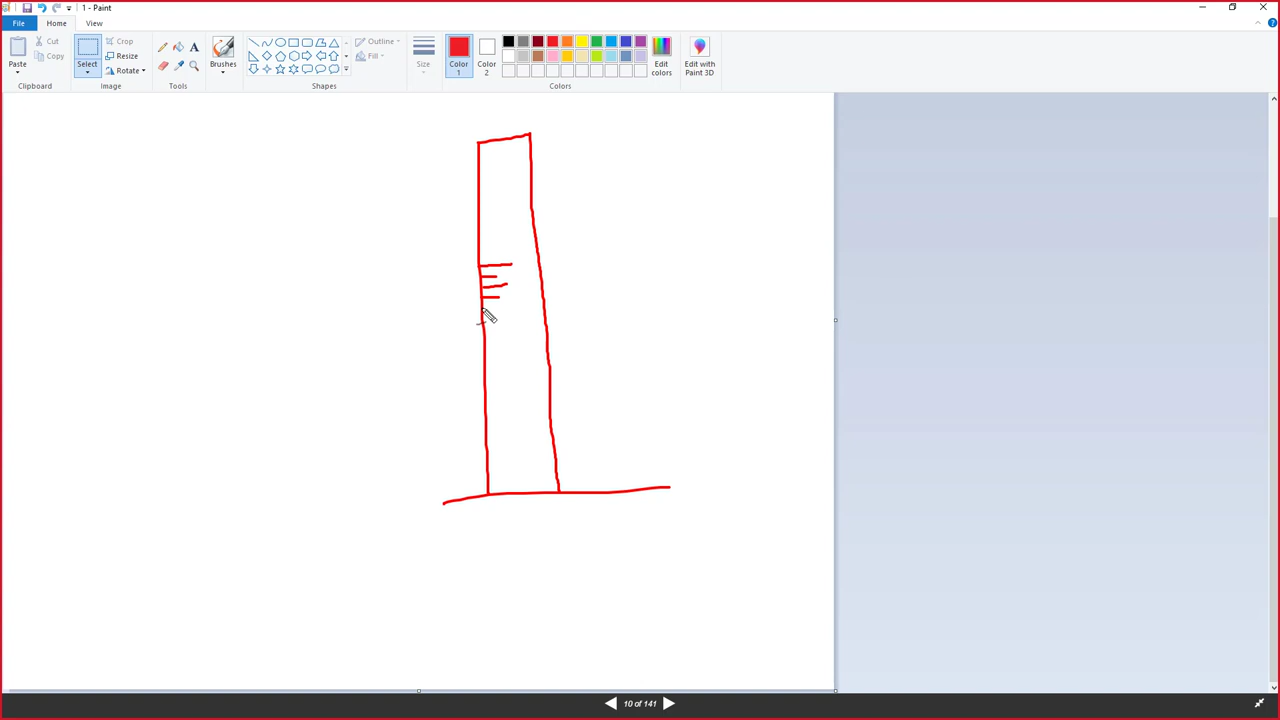 1 - Paint
File Home View
Paste
Cut
Copy
Clipboard
Select
Crop
Resize
Rotate
Image
A
Tools
Brushes
Outline
Fill
Shapes
Size
Color 1
Color 2
Edit colors
Colors
Edit with Paint 3D
10 of 141